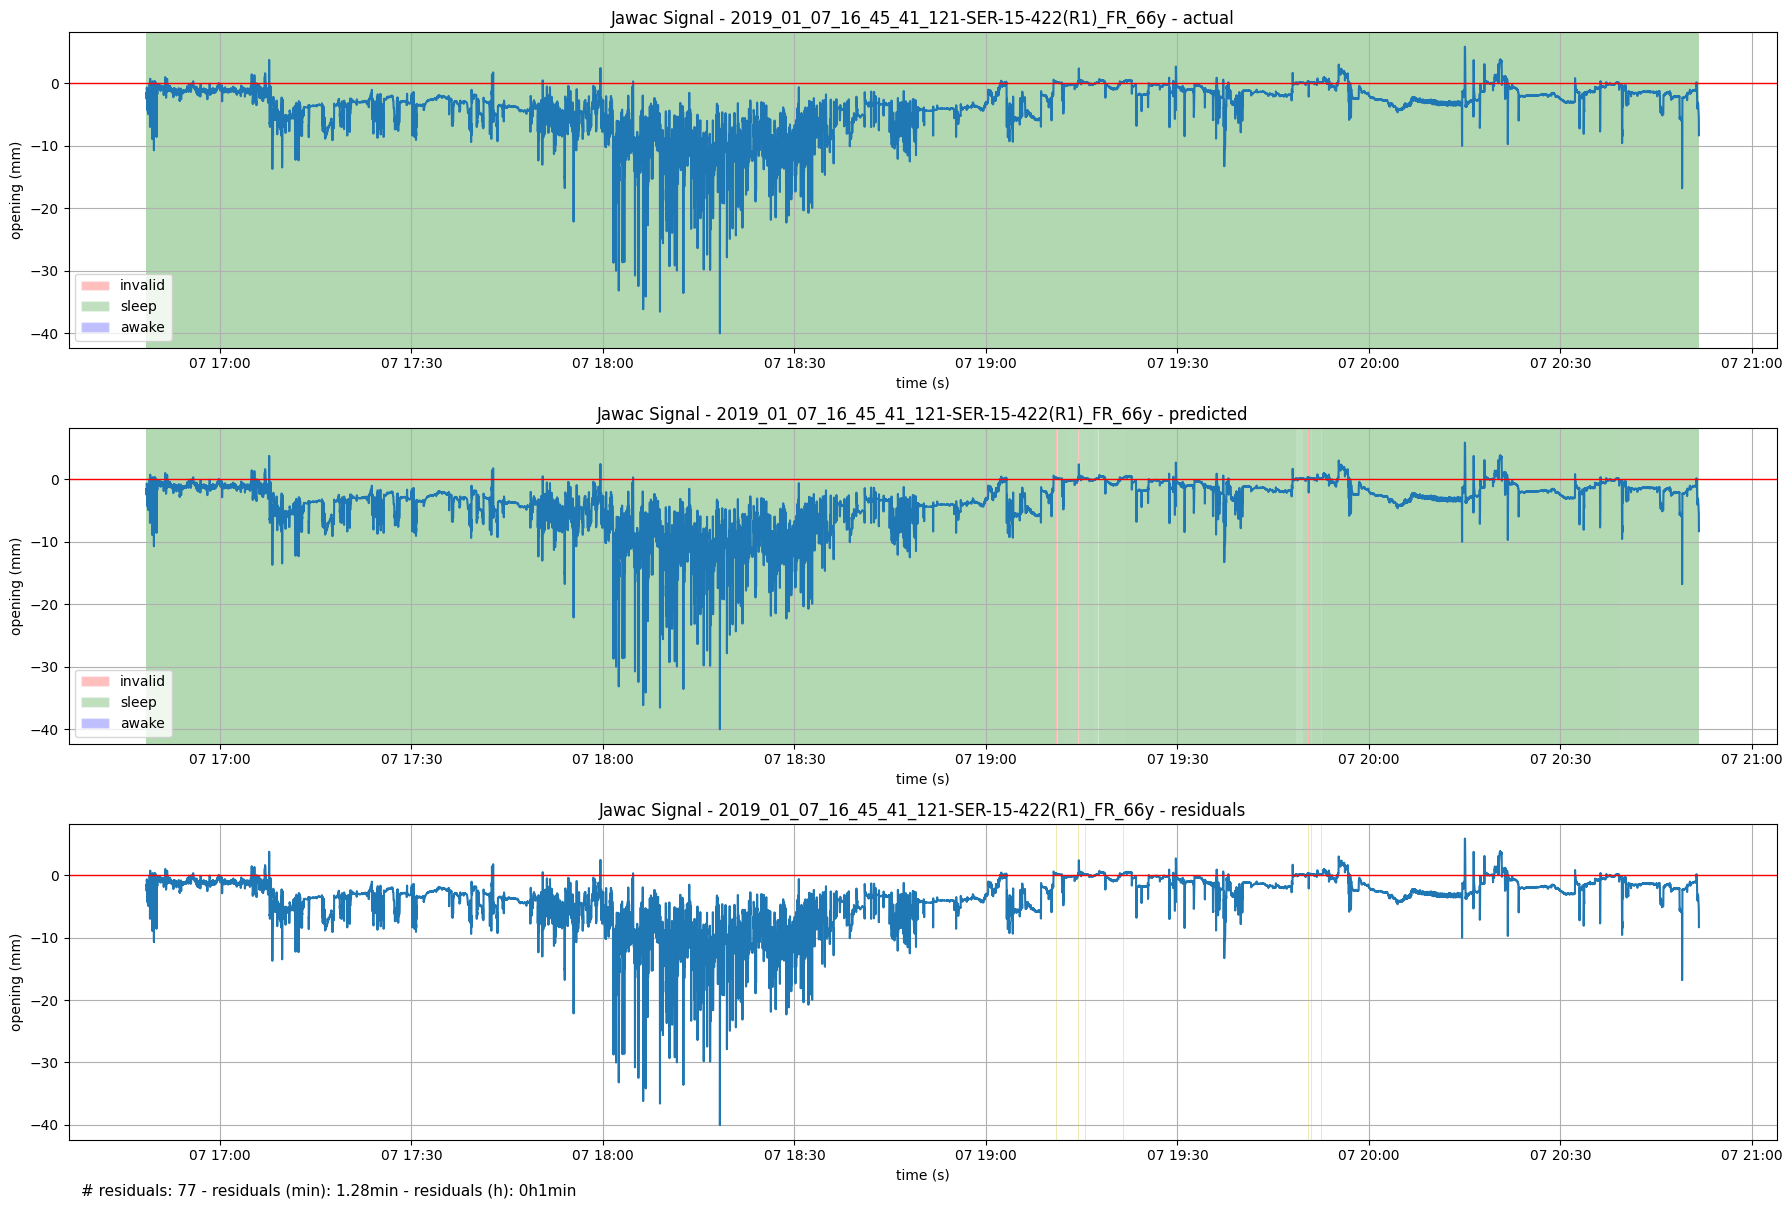 Jawac Signal - 2019_01_07_16_45_41_121-SER-15-422(R1)_FR_66y - actual
opening (mm)
0
−10
−20
−30
−40
invalid
sleep
awake
07 17:00 07 17:30 07 18:00 07 18:30 07 19:00 07 19:30 07 20:00 07 20:30 07 21:00
time (s)
Jawac Signal - 2019_01_07_16_45_41_121-SER-15-422(R1)_FR_66y - predicted
opening (mm)
0
−10
−20
−30
−40
invalid
sleep
awake
07 17:00 07 17:30 07 18:00 07 18:30 07 19:00 07 19:30 07 20:00 07 20:30 07 21:00
time (s)
Jawac Signal - 2019_01_07_16_45_41_121-SER-15-422(R1)_FR_66y - residuals
opening (mm)
0
−10
−20
−30
−40
07 17:00 07 17:30 07 18:00 07 18:30 07 19:00 07 19:30 07 20:00 07 20:30 07 21:00
time (s)
# residuals: 77 - residuals (min): 1.28min - residuals (h): 0h1min